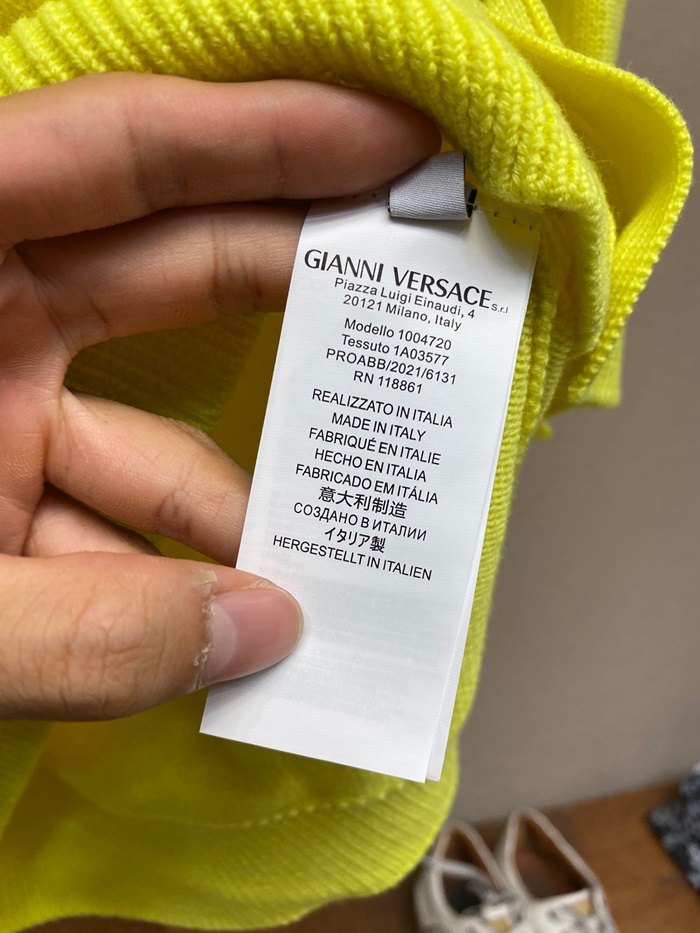 GIANNI VERSACE S.r.l
Piazza Luigi Einaudi, 4
20121 Milano, Italy
Modello 1004720
Tessuto 1A03577
PROABB/2021/6131
RN 118861
REALIZZATO IN ITALIA
MADE IN ITALY
FABRIQUÉ EN ITALIE
HECHO EN ITALIA
FABRICADO EM ITÁLIA
意大利制造
СОЗДАНО В ИТАЛИИ
イタリア製
HERGESTELLT IN ITALIEN